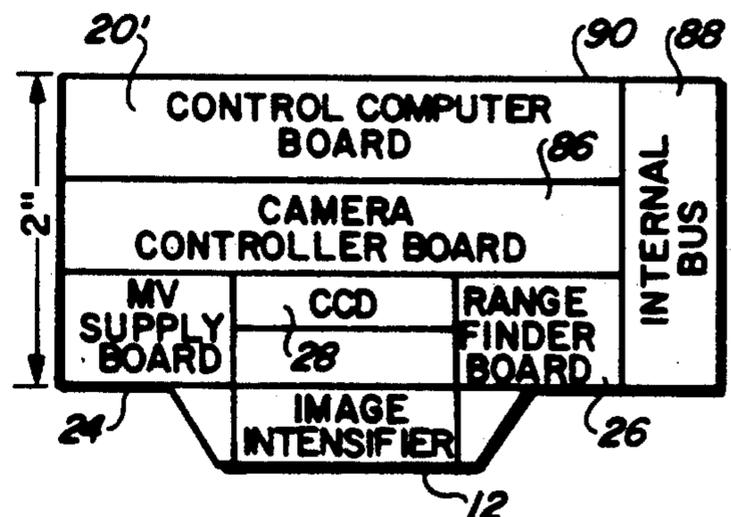 20' 90 88
CONTROL COMPUTER
BOARD
86
CAMERA
CONTROLLER BOARD
2"
INTERNAL
BUS
MV
SUPPLY
BOARD
CCD
28
RANGE
FINDER
BOARD
24
IMAGE
INTENSIFIER
26
12